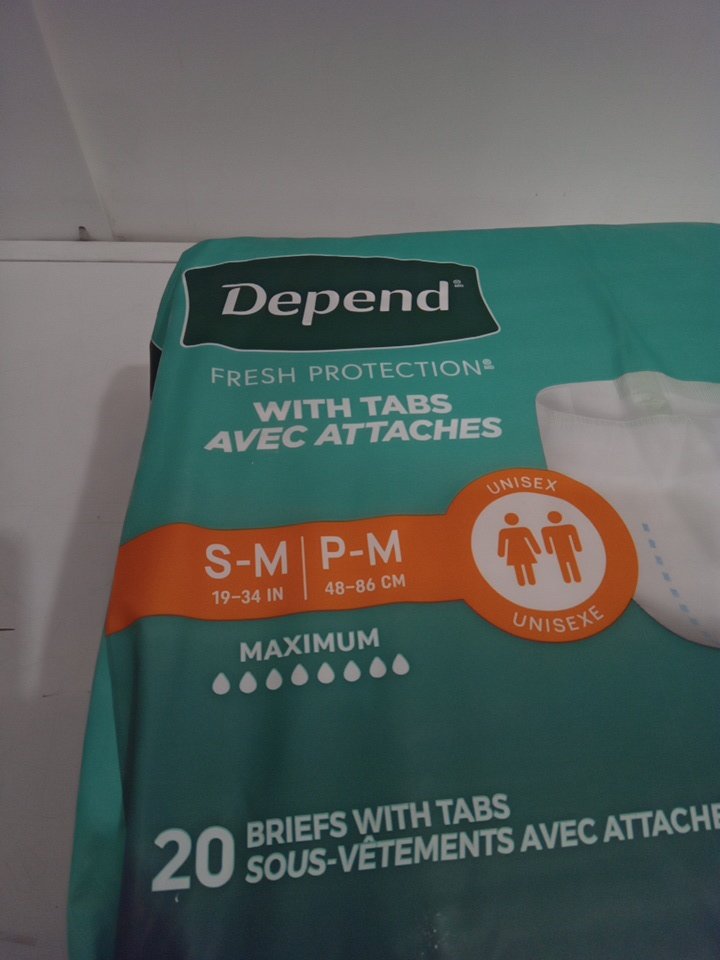 Depend®
FRESH PROTECTION®
WITH TABS
AVEC ATTACHES
UNISEX
S-M | P-M
19–34 IN 48–86 CM
UNISEXE
MAXIMUM
20 BRIEFS WITH TABS
SOUS-VÊTEMENTS AVEC ATTACHE